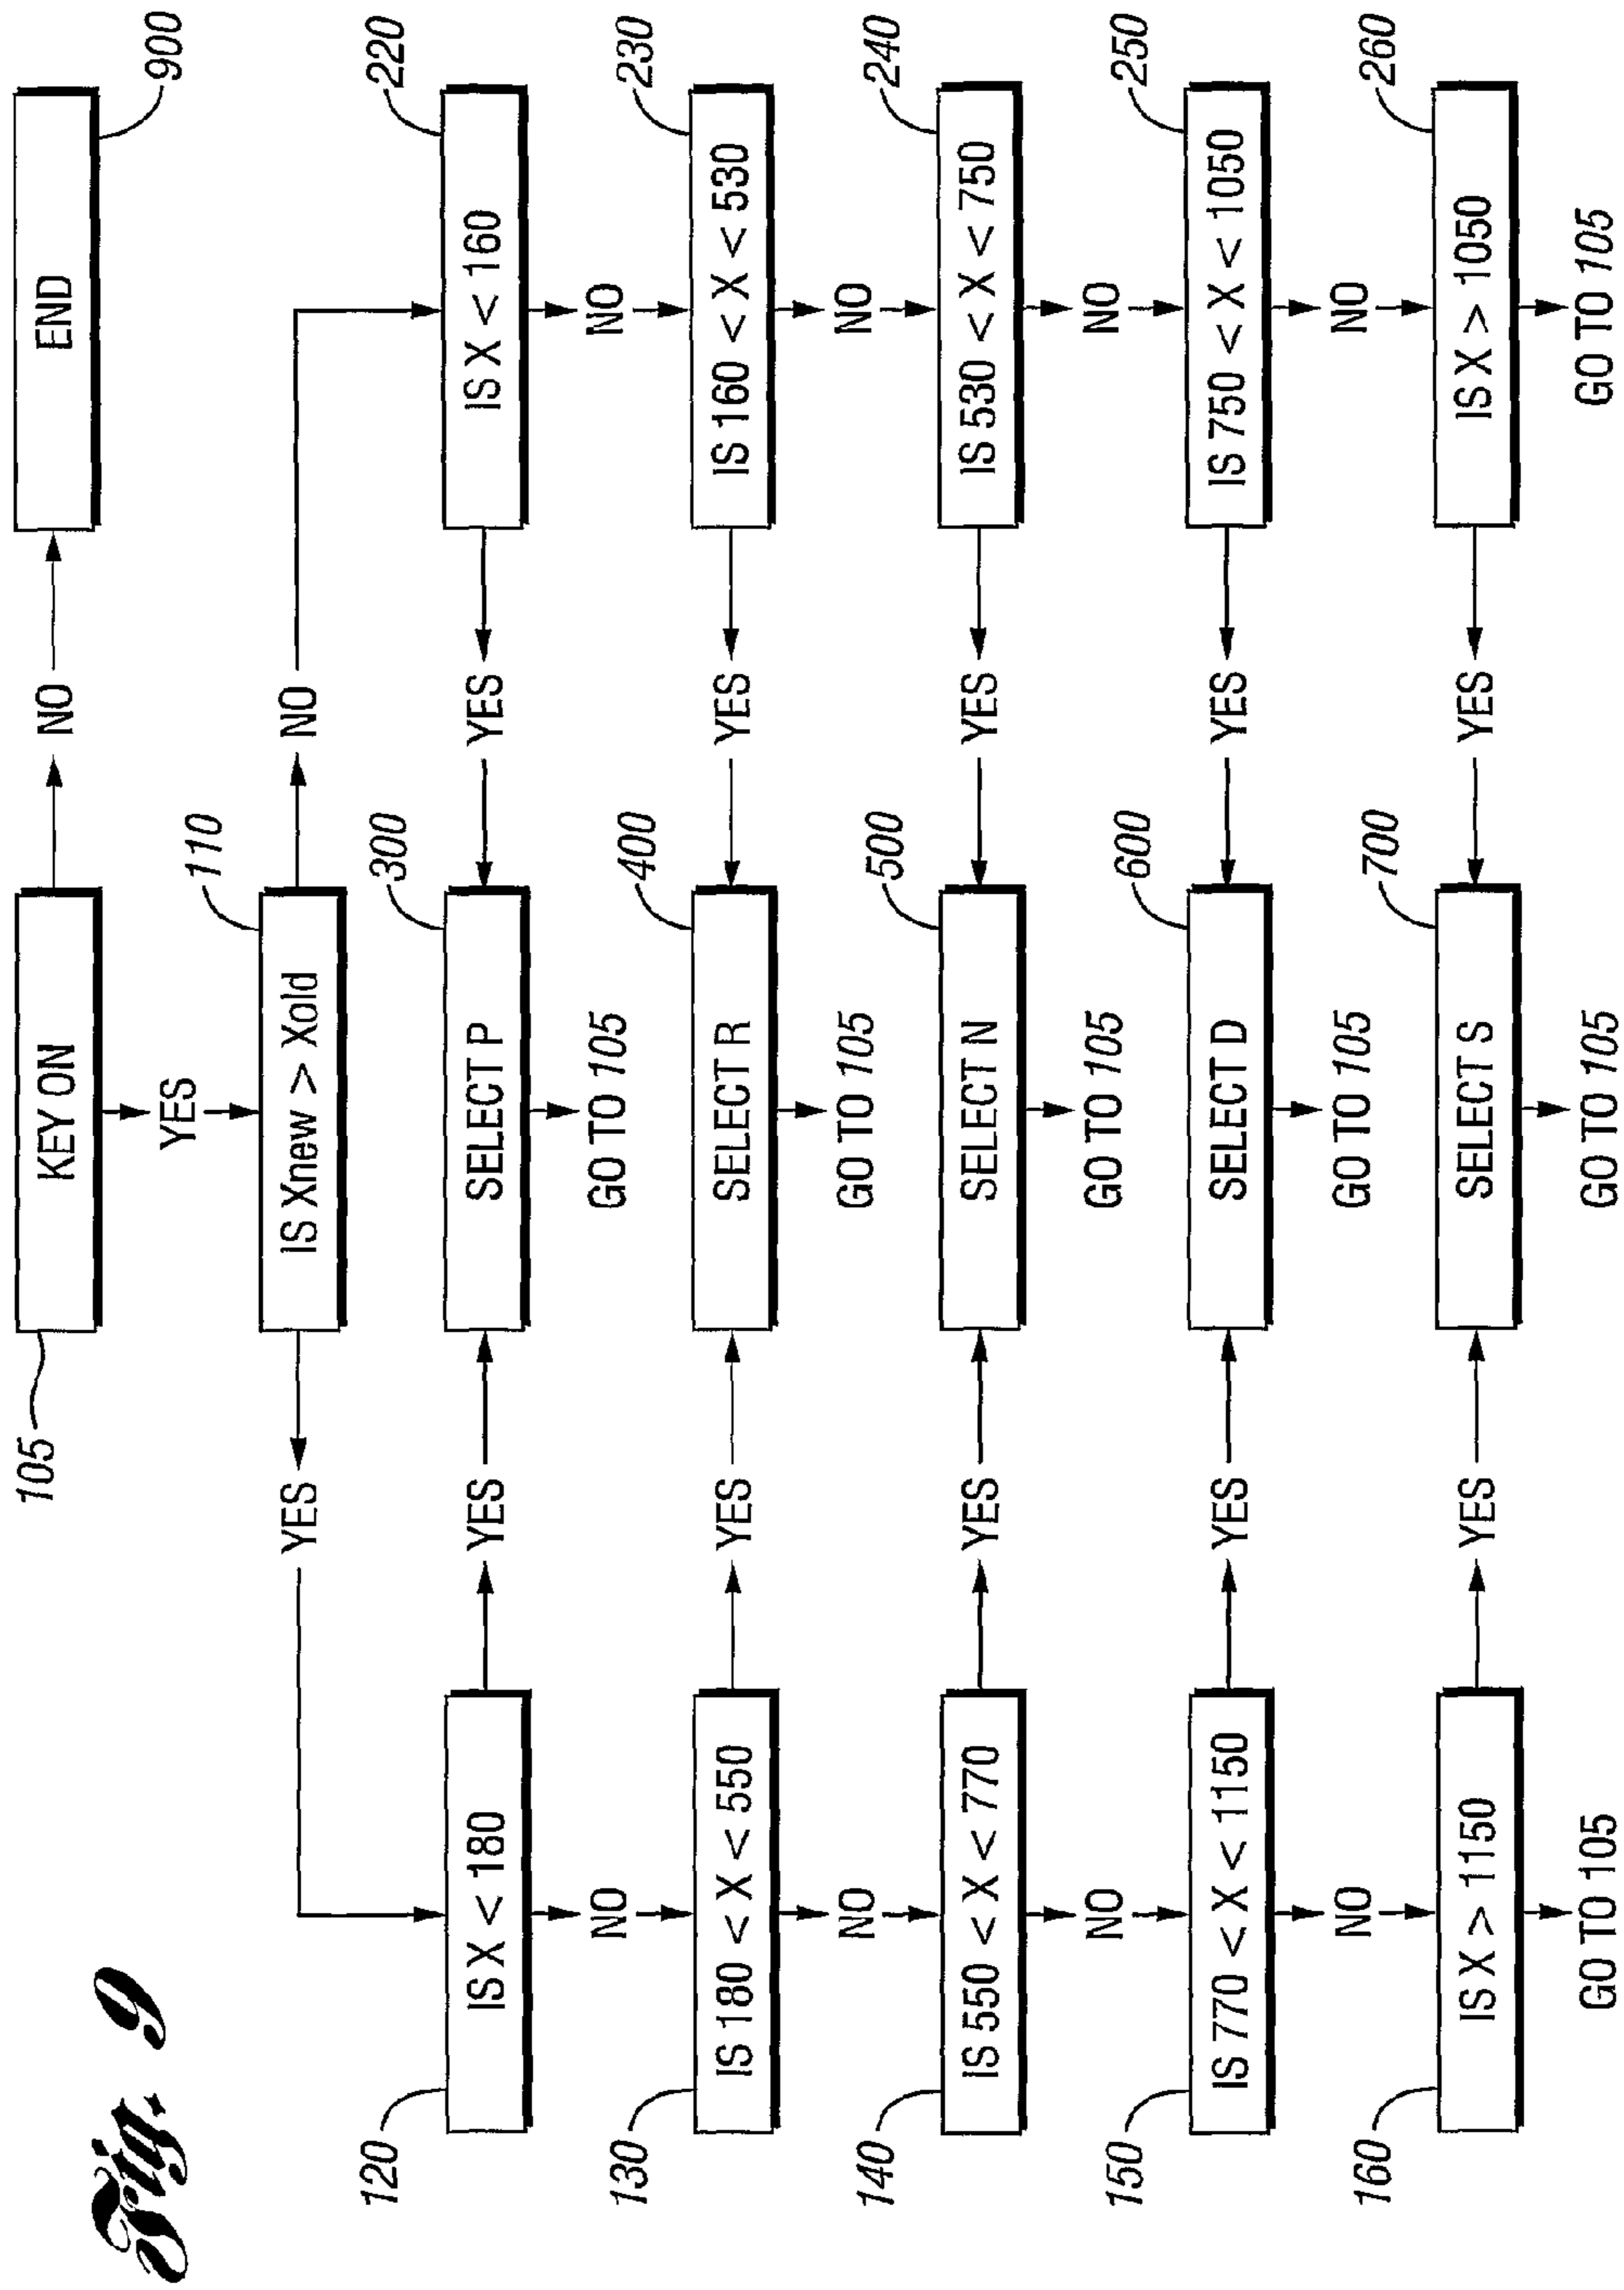 Fig. 9
105
KEY ON
NO
END
900
YES
110
IS Xnew > Xold
YES
NO
120
IS X < 180
YES
300
SELECT P
YES
220
IS X < 160
NO
GO TO 105
NO
130
IS 180 < X < 550
YES
400
SELECT R
YES
230
IS 160 < X < 530
NO
GO TO 105
NO
140
IS 550 < X < 770
YES
500
SELECT N
YES
240
IS 530 < X < 750
NO
GO TO 105
NO
150
IS 770 < X < 1150
YES
600
SELECT D
YES
250
IS 750 < X < 1050
NO
GO TO 105
NO
160
IS X > 1150
YES
700
SELECT S
YES
260
IS X > 1050
GO TO 105
GO TO 105
GO TO 105